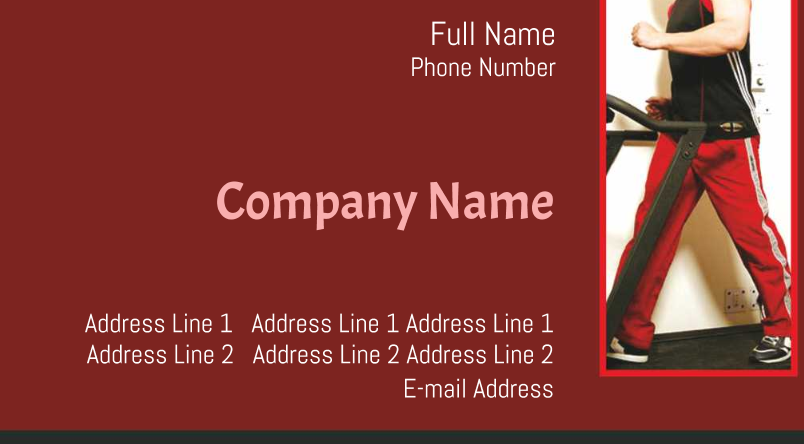 Full Name
Phone Number
Company Name
Address Line 1 Address Line 1 Address Line 1
Address Line 2 Address Line 2 Address Line 2
E-mail Address